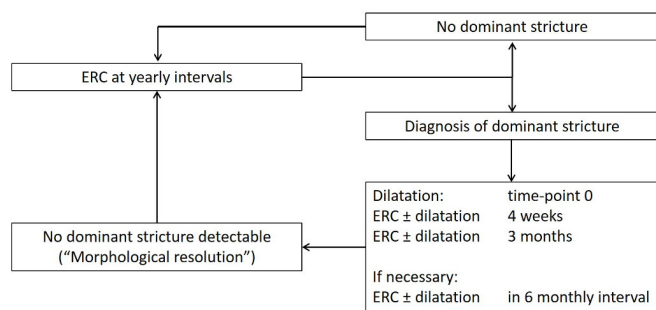 No dominant stricture
ERC at yearly intervals
Diagnosis of dominant stricture
Dilatation: time-point 0
ERC ± dilatation 4 weeks
ERC ± dilatation 3 months
If necessary:
ERC ± dilatation in 6 monthly interval
No dominant stricture detectable
(“Morphological resolution”)